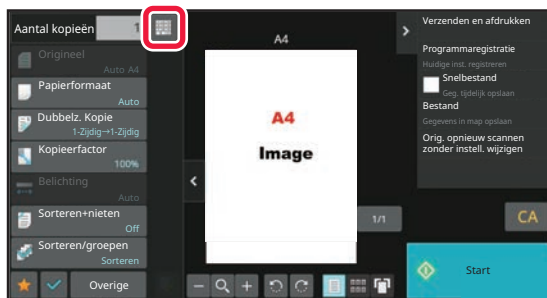 Aantal kopieën
1
Origineel
Auto A4
Papierformaat
Auto
Dubbelz. Kopie
1-Zijdig→1-Zijdig
Kopieerfactor
100%
Belichting
Auto
Sorteren+nieten
Off
Sorteren/groepen
Sorteren
Overige
A4
A4
Image
1/1
Verzenden en afdrukken
Programmaregistratie
Huidige inst. registreren
Snelbestand
Geg. tijdelijk opslaan
Bestand
Gegevens in map opslaan
Orig. opnieuw scannen
zonder instell. wijzigen
CA
Start